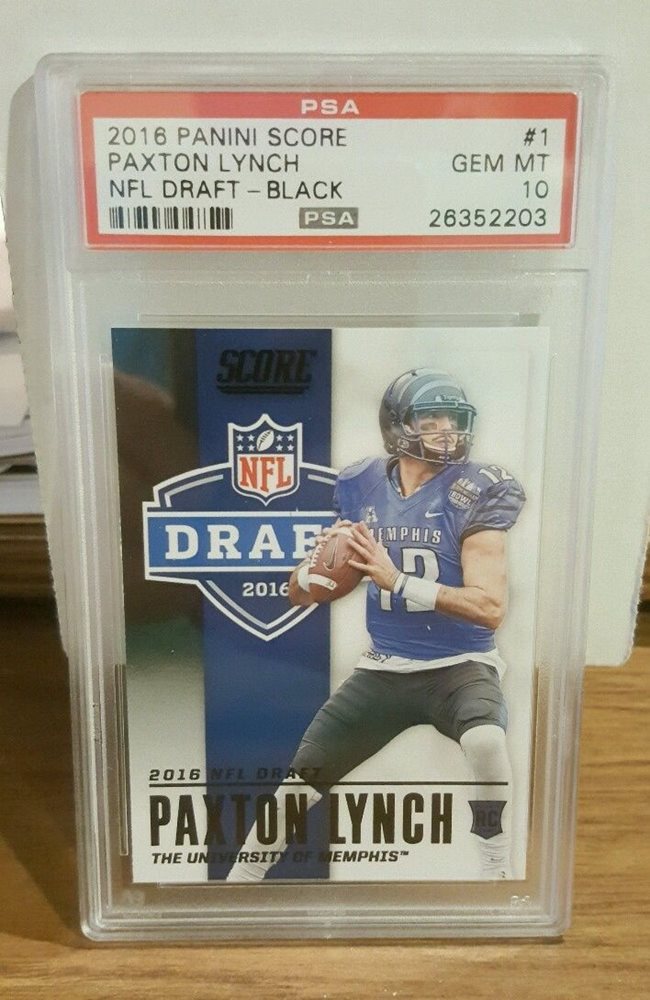 PSA
2016 PANINI SCORE #1
PAXTON LYNCH GEM MT
NFL DRAFT – BLACK 10
PSA 26352203
SCORE
NFL
DRAF
2016
12
MEMPHIS
12
2016 NFL DRAFT
PAXTON LYNCH RC
THE UNIVERSITY OF MEMPHIS™